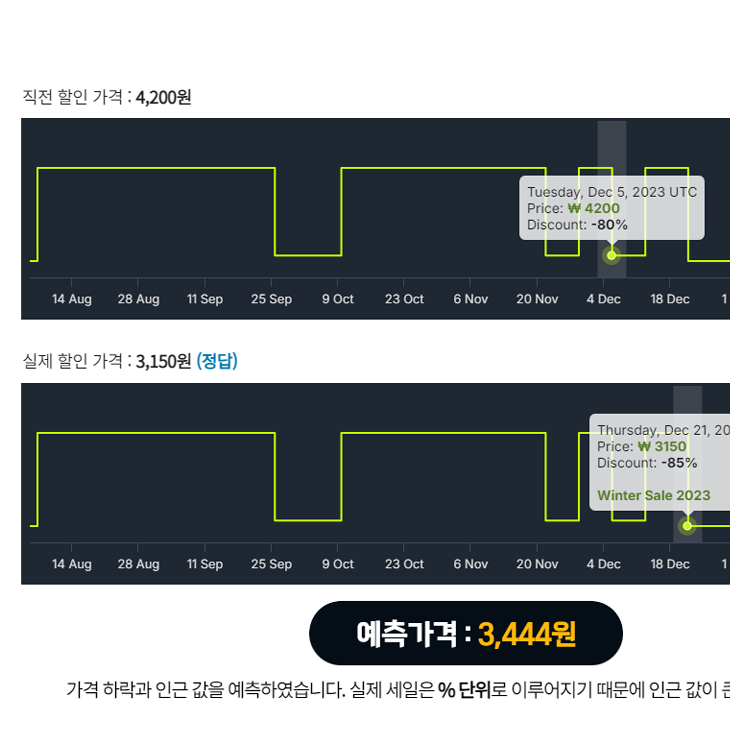 직전 할인 가격 : 4,200원
Tuesday, Dec 5, 2023 UTC
Price: ₩ 4200
Discount: -80%
14 Aug 28 Aug 11 Sep 25 Sep 9 Oct 23 Oct 6 Nov 20 Nov 4 Dec 18 Dec 1
실제 할인 가격 : 3,150원 (정답)
Thursday, Dec 21, 20
Price: ₩ 3150
Discount: -85%
Winter Sale 2023
14 Aug 28 Aug 11 Sep 25 Sep 9 Oct 23 Oct 6 Nov 20 Nov 4 Dec 18 Dec 1
예측가격 : 3,444원
가격 하락과 인근 값을 예측하였습니다. 실제 세일은 % 단위로 이루어지기 때문에 인근 값이